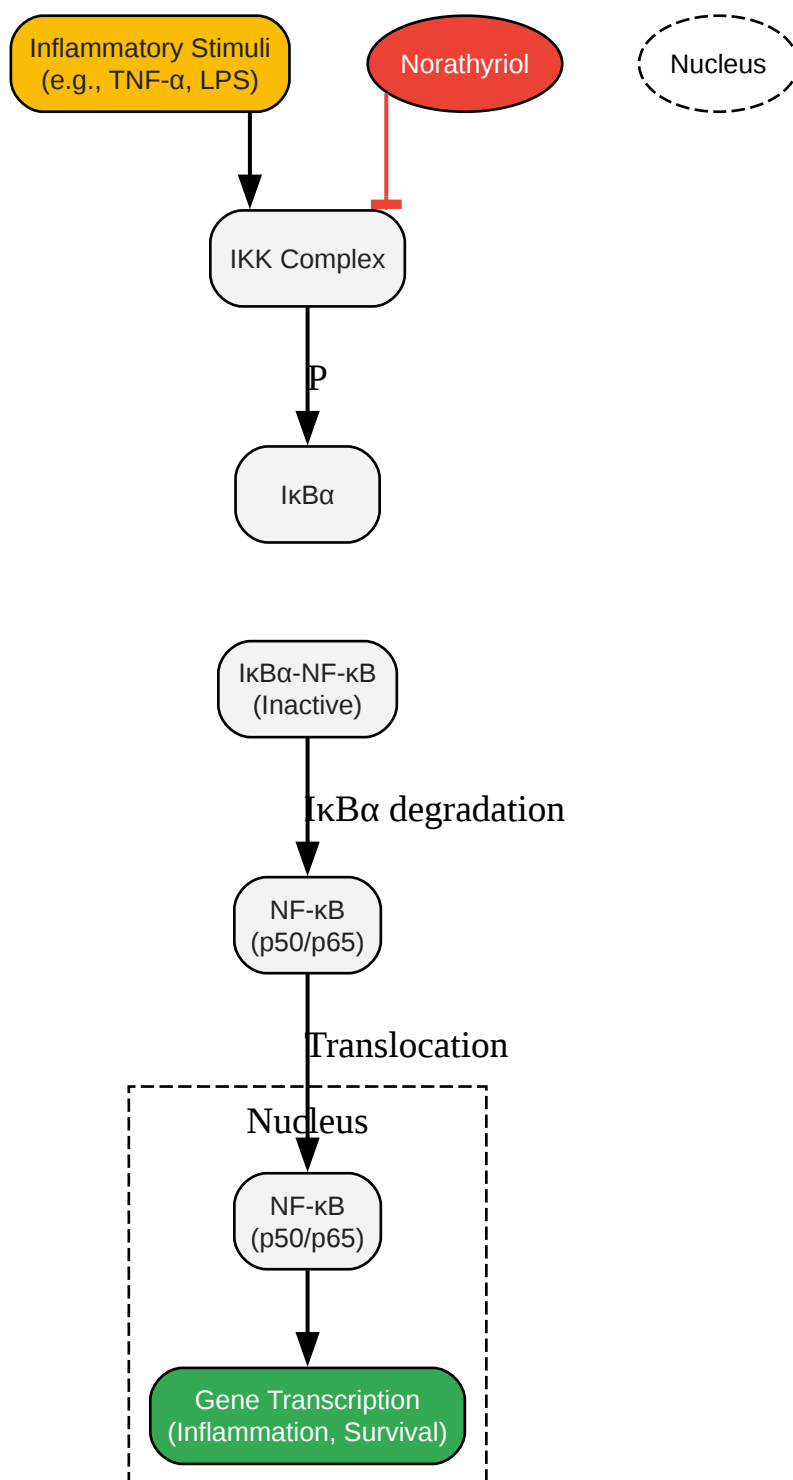 Inflammatory Stimuli
(e.g., TNF-α, LPS)
Norathyriol
Nucleus
IKK Complex
P
IκBα
IκBα-NF-κB
(Inactive)
IκBα degradation
NF-κB
(p50/p65)
Translocation
Nucleus
NF-κB
(p50/p65)
Gene Transcription
(Inflammation, Survival)